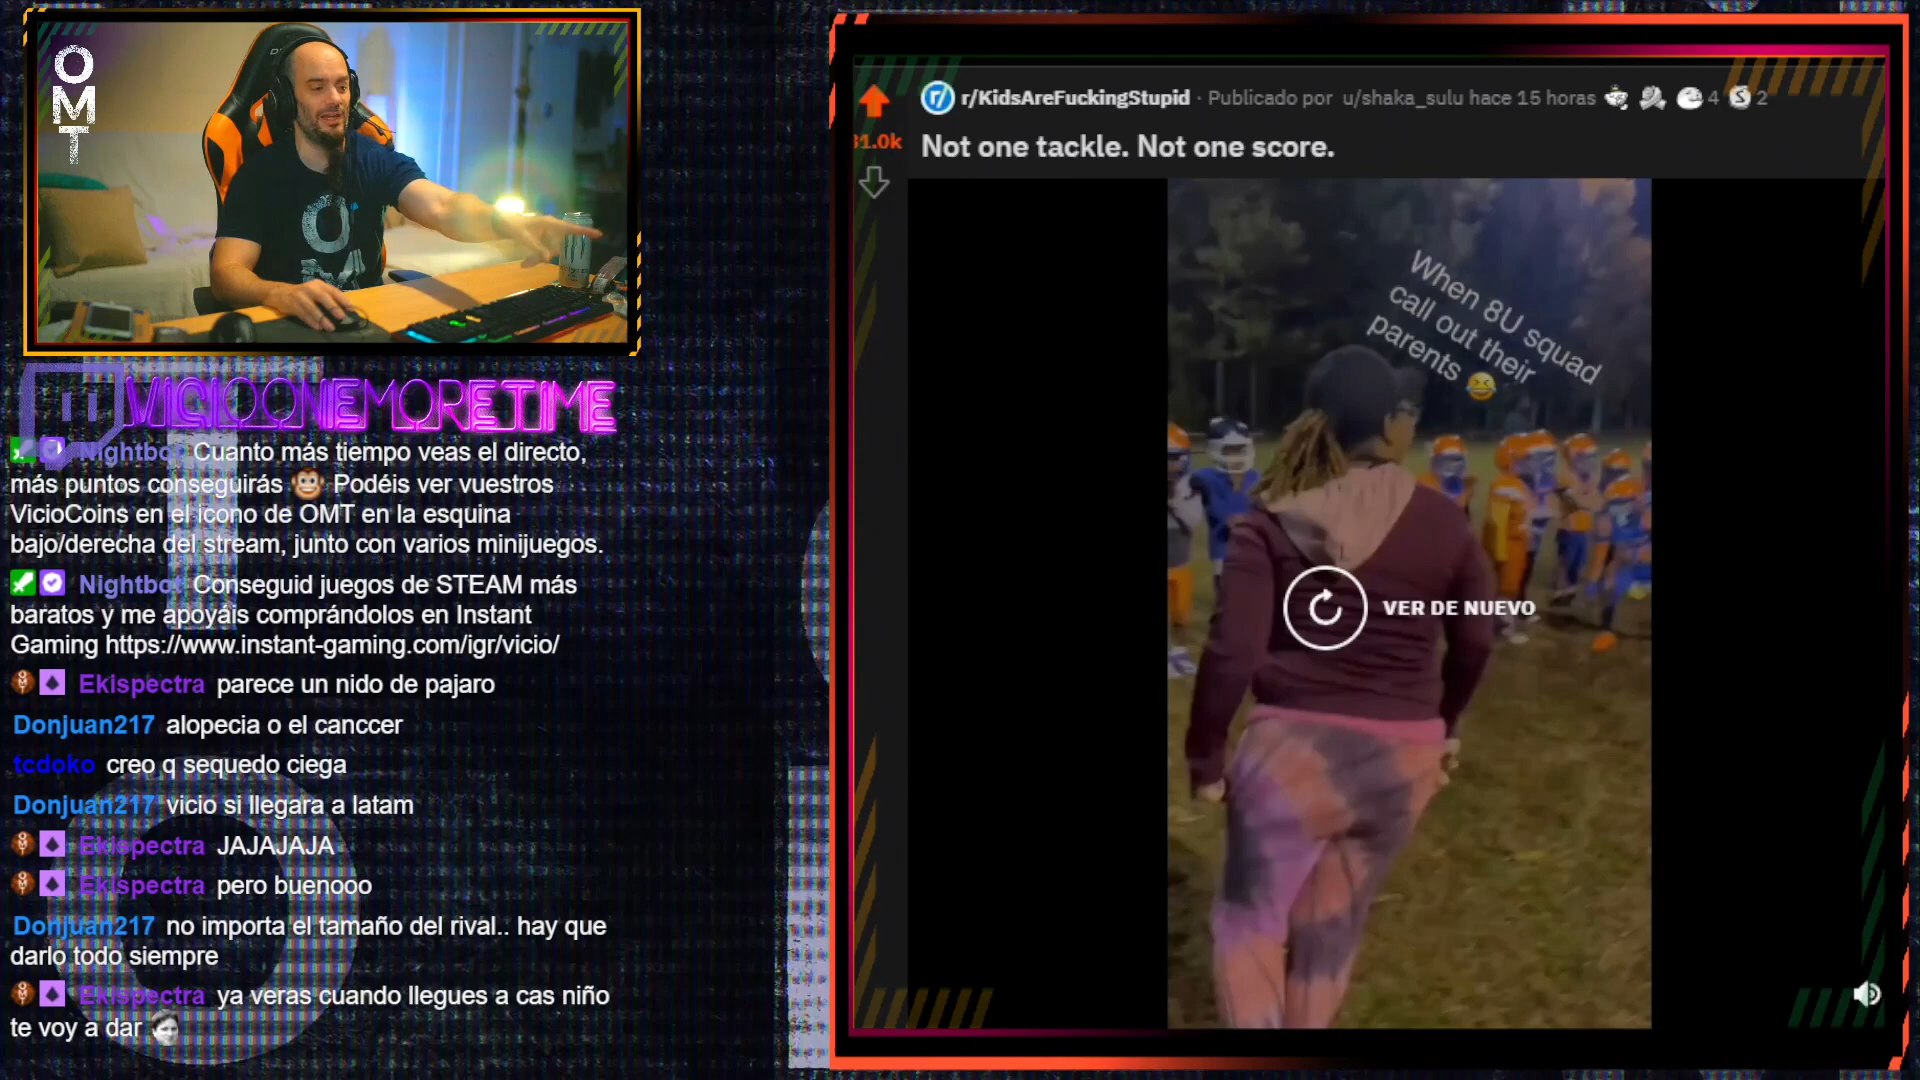 OMT
VICIOONEMORETIME
Nightbot Cuanto más tiempo veas el directo,
más puntos conseguirás Podéis ver vuestros
VicioCoins en el icono de OMT en la esquina
bajo/derecha del stream, junto con varios minijuegos.
Nightbot Conseguid juegos de STEAM más
baratos y me apoyáis comprándolos en Instant
Gaming https://www.instant-gaming.com/igr/vicio/
Ekispectra parece un nido de pajaro
Donjuan217 alopecia o el canccer
tcdoko creo q sequedo ciega
Donjuan217 vicio si llegara a latam
Ekispectra JAJAJAJA
Ekispectra pero buenooo
Donjuan217 no importa el tamaño del rival.. hay que
darlo todo siempre
Ekispectra ya veras cuando llegues a cas niño
te voy a dar
r/KidsAreFuckingStupid · Publicado por u/shaka_sulu hace 15 horas 4 2
31.0k
Not one tackle. Not one score.
When 8U squad
call out their
parents 😆
VER DE NUEVO